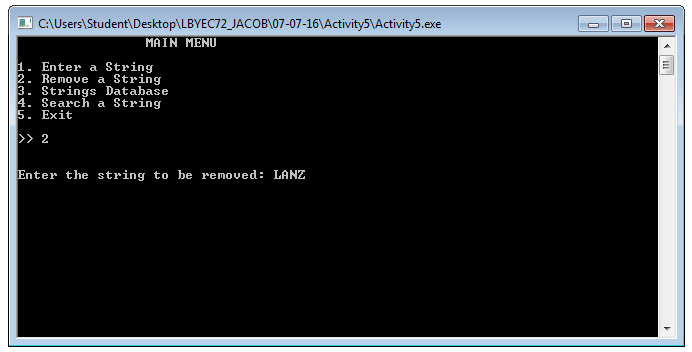 C:\Users\Student\Desktop\LBYEC72_JACOB\07-07-16\Activity5\Activity5.exe
MAIN MENU
1. Enter a String
2. Remove a String
3. Strings Database
4. Search a String
5. Exit
>> 2
Enter the string to be removed: LANZ